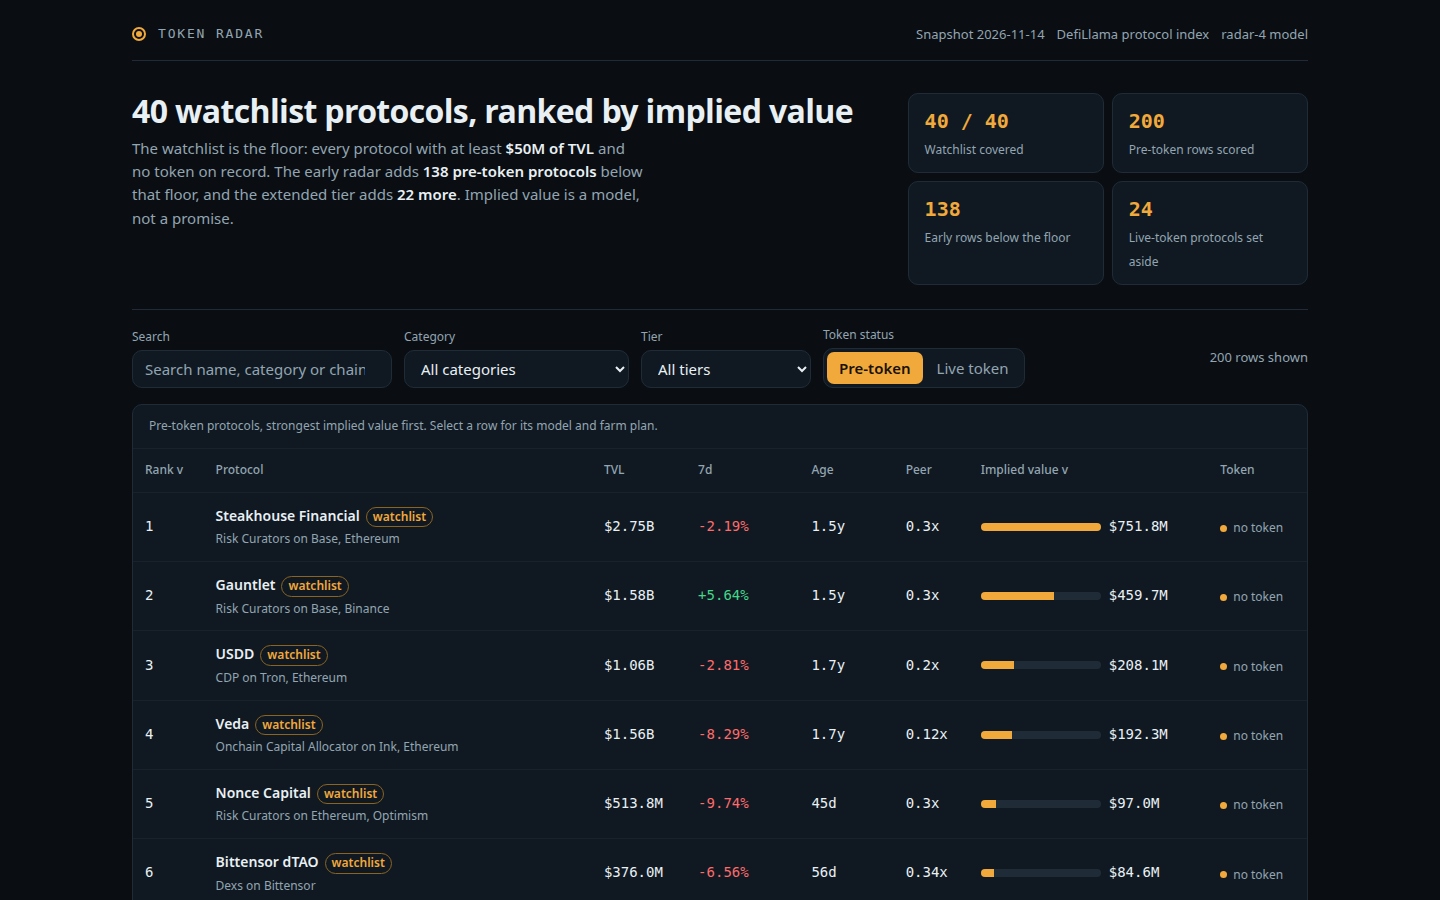 TOKEN RADAR
Snapshot 2026-11-14 DefiLlama protocol index radar-4 model
40 watchlist protocols, ranked by implied value
The watchlist is the floor: every protocol with at least $50M of TVL and
no token on record. The early radar adds 138 pre-token protocols below
that floor, and the extended tier adds 22 more. Implied value is a model,
not a promise.
40 / 40
Watchlist covered
200
Pre-token rows scored
138
Early rows below the floor
24
Live-token protocols set
aside
Search
Search name, category or chain
Category
All categories
Tier
All tiers
Token status
Pre-token Live token
200 rows shown
Pre-token protocols, strongest implied value first. Select a row for its model and farm plan.
Rank v Protocol TVL 7d Age Peer Implied value v Token
1 Steakhouse Financial watchlist $2.75B -2.19% 1.5y 0.3x $751.8M no token
Risk Curators on Base, Ethereum
2 Gauntlet watchlist $1.58B +5.64% 1.5y 0.3x $459.7M no token
Risk Curators on Base, Binance
3 USDD watchlist $1.06B -2.81% 1.7y 0.2x $208.1M no token
CDP on Tron, Ethereum
4 Veda watchlist $1.56B -8.29% 1.7y 0.12x $192.3M no token
Onchain Capital Allocator on Ink, Ethereum
5 Nonce Capital watchlist $513.8M -9.74% 45d 0.3x $97.0M no token
Risk Curators on Ethereum, Optimism
6 Bittensor dTAO watchlist $376.0M -6.56% 56d 0.34x $84.6M no token
Dexs on Bittensor